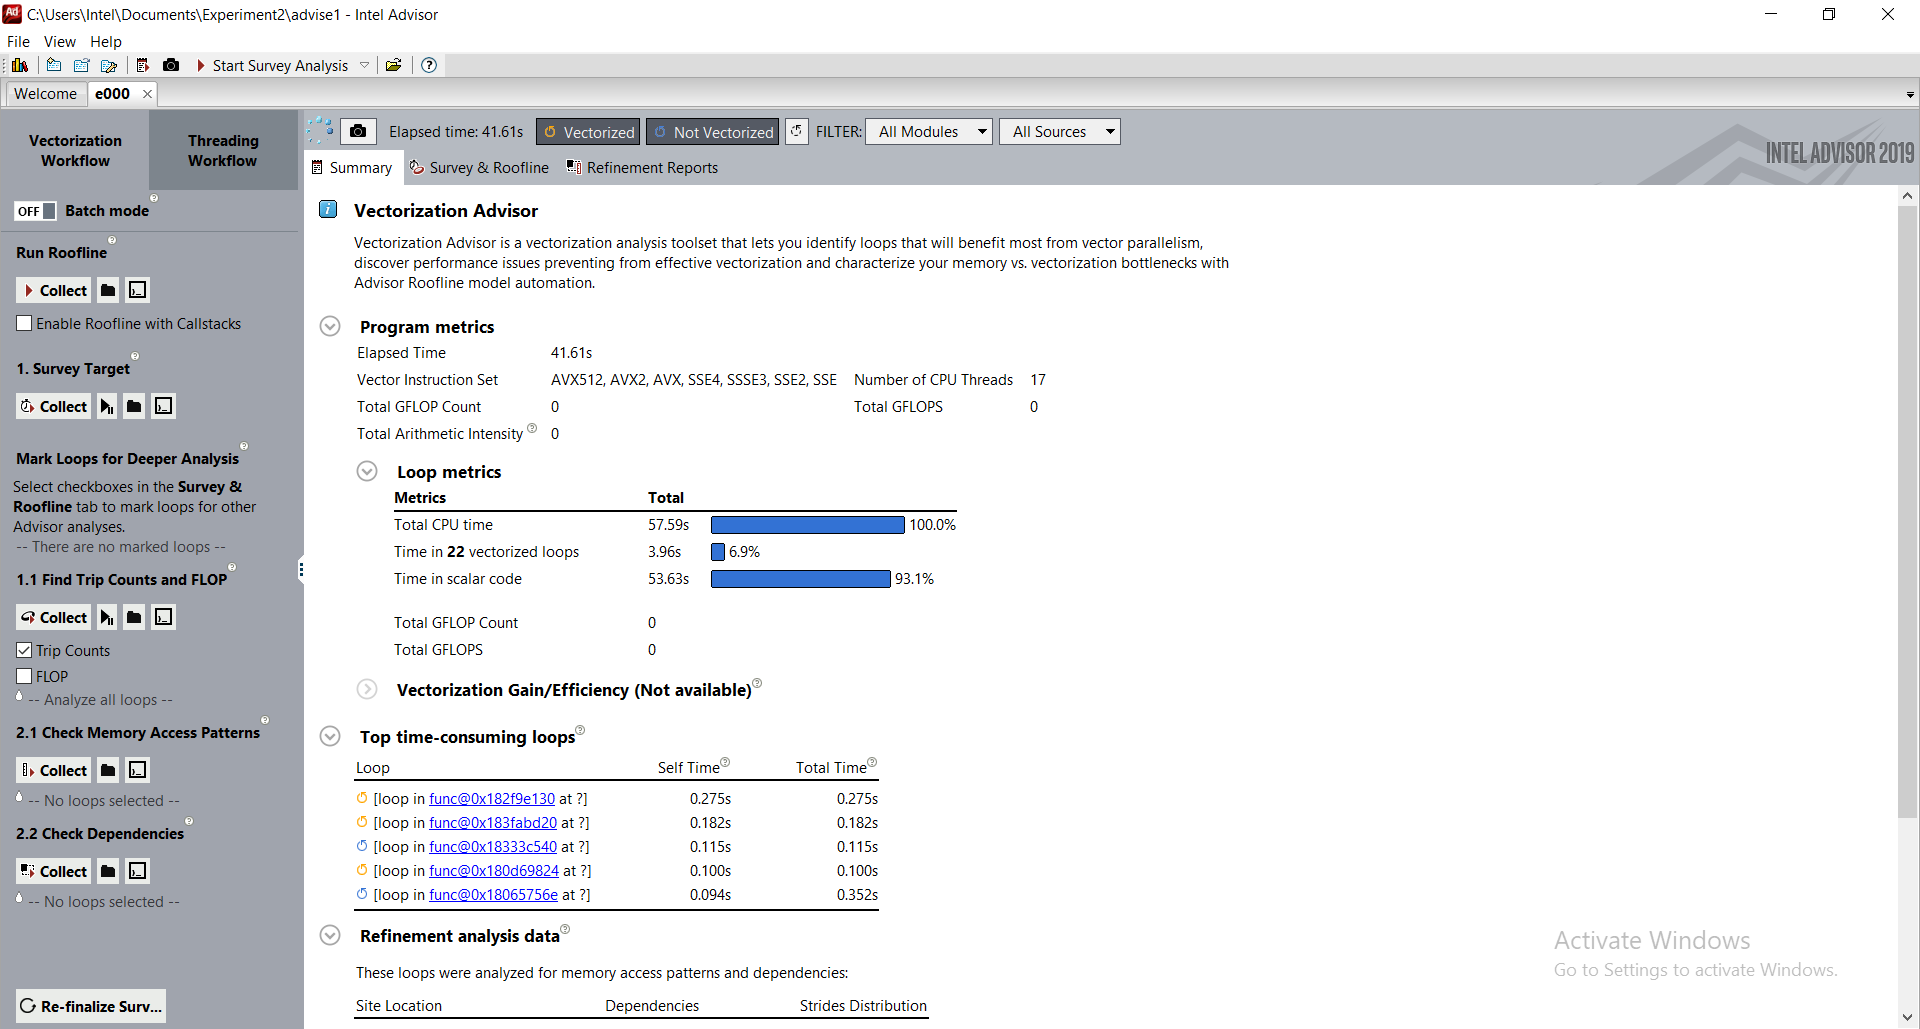 C:\Users\Intel\Documents\Experiment2\advise1 - Intel Advisor
File View Help
Start Survey Analysis
Welcome e000
Vectorization Workflow
Threading Workflow
OFF Batch mode
Run Roofline
Collect
Enable Roofline with Callstacks
1. Survey Target
Collect
Mark Loops for Deeper Analysis
Select checkboxes in the Survey &
Roofline tab to mark loops for other
Advisor analyses.
-- There are no marked loops --
1.1 Find Trip Counts and FLOP
Collect
Trip Counts
FLOP
-- Analyze all loops --
2.1 Check Memory Access Patterns
Collect
-- No loops selected --
2.2 Check Dependencies
Collect
-- No loops selected --
Re-finalize Surv...
Elapsed time: 41.61s Vectorized Not Vectorized FILTER: All Modules All Sources
INTEL ADVISOR 2019
Summary Survey & Roofline Refinement Reports
Vectorization Advisor
Vectorization Advisor is a vectorization analysis toolset that lets you identify loops that will benefit most from vector parallelism,
discover performance issues preventing from effective vectorization and characterize your memory vs. vectorization bottlenecks with
Advisor Roofline model automation.
Program metrics
Elapsed Time 41.61s
Vector Instruction Set AVX512, AVX2, AVX, SSE4, SSSE3, SSE2, SSE Number of CPU Threads 17
Total GFLOP Count 0 Total GFLOPS 0
Total Arithmetic Intensity 0
Loop metrics
Metrics Total
Total CPU time 57.59s 100.0%
Time in 22 vectorized loops 3.96s 6.9%
Time in scalar code 53.63s 93.1%
Total GFLOP Count 0
Total GFLOPS 0
Vectorization Gain/Efficiency (Not available)
Top time-consuming loops
Loop Self Time Total Time
[loop in func@0x182f9e130 at ?] 0.275s 0.275s
[loop in func@0x183fabd20 at ?] 0.182s 0.182s
[loop in func@0x18333c540 at ?] 0.115s 0.115s
[loop in func@0x180d69824 at ?] 0.100s 0.100s
[loop in func@0x18065756e at ?] 0.094s 0.352s
Refinement analysis data
These loops were analyzed for memory access patterns and dependencies:
Site Location Dependencies Strides Distribution
Activate Windows
Go to Settings to activate Windows.